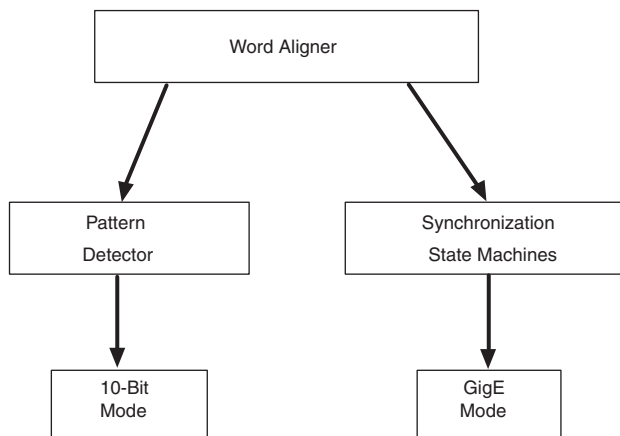 Word Aligner
Pattern
Detector
Synchronization
State Machines
10-Bit
Mode
GigE
Mode